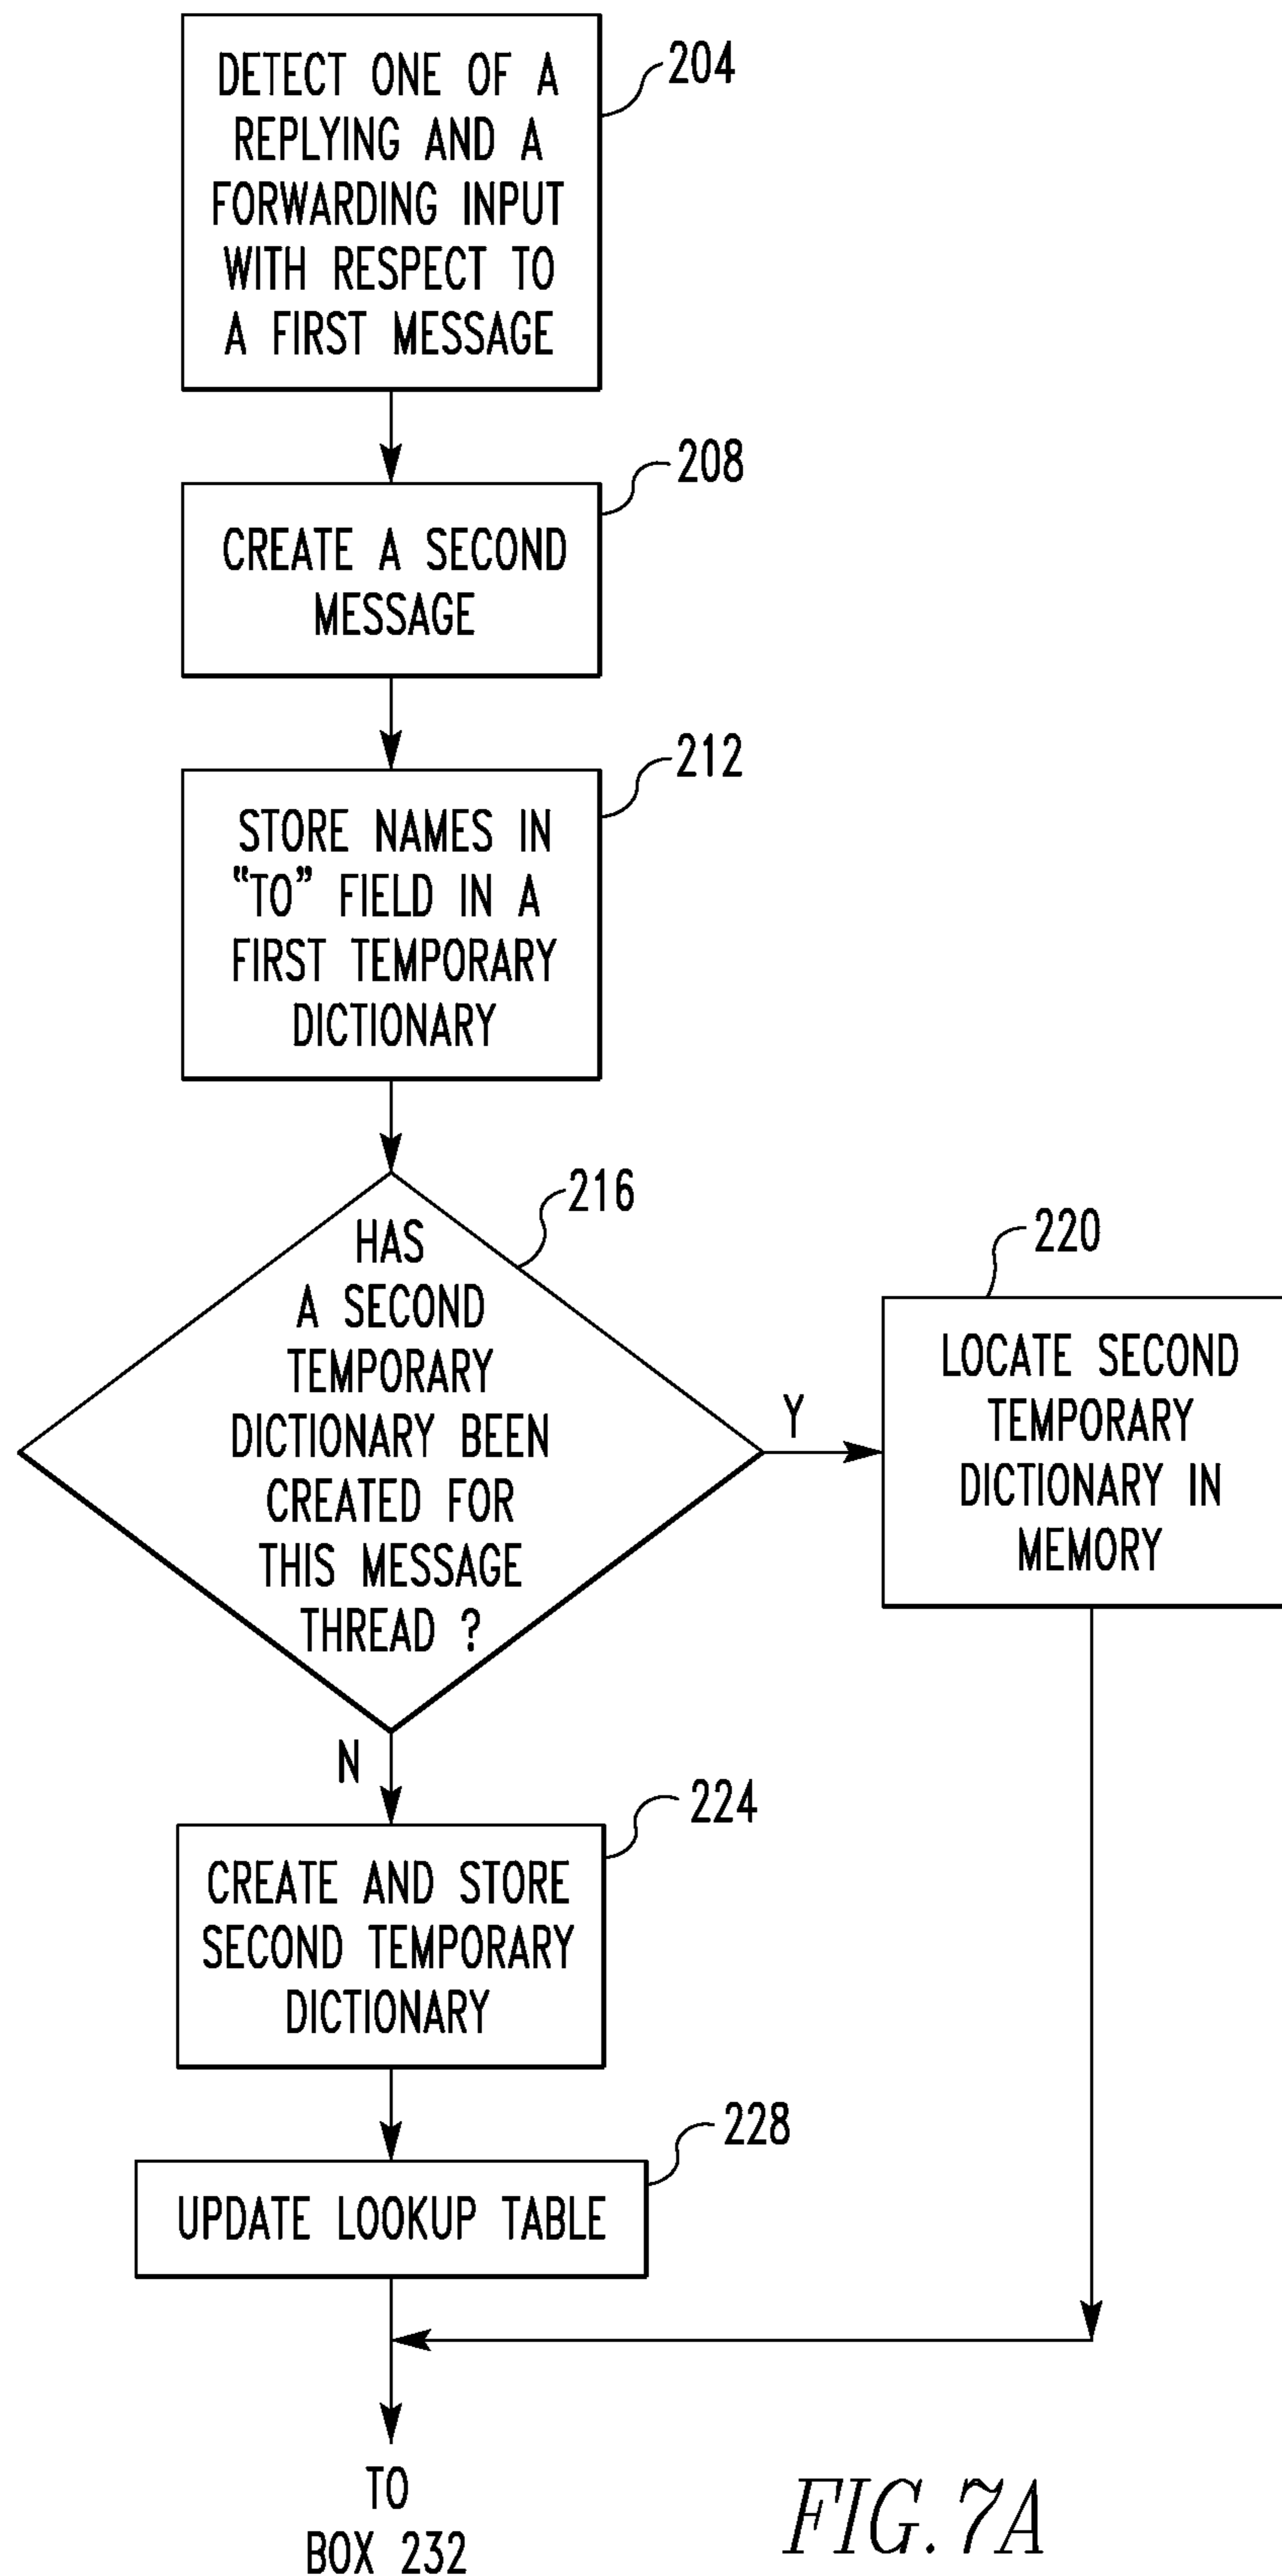 DETECT ONE OF A
REPLYING AND A
FORWARDING INPUT
WITH RESPECT TO
A FIRST MESSAGE
204
CREATE A SECOND
MESSAGE
208
STORE NAMES IN
“TO” FIELD IN A
FIRST TEMPORARY
DICTIONARY
212
HAS
A SECOND
TEMPORARY
DICTIONARY BEEN
CREATED FOR
THIS MESSAGE
THREAD ?
216
Y
220
LOCATE SECOND
TEMPORARY
DICTIONARY IN
MEMORY
N
224
CREATE AND STORE
SECOND TEMPORARY
DICTIONARY
228
UPDATE LOOKUP TABLE
TO
BOX 232
FIG. 7A